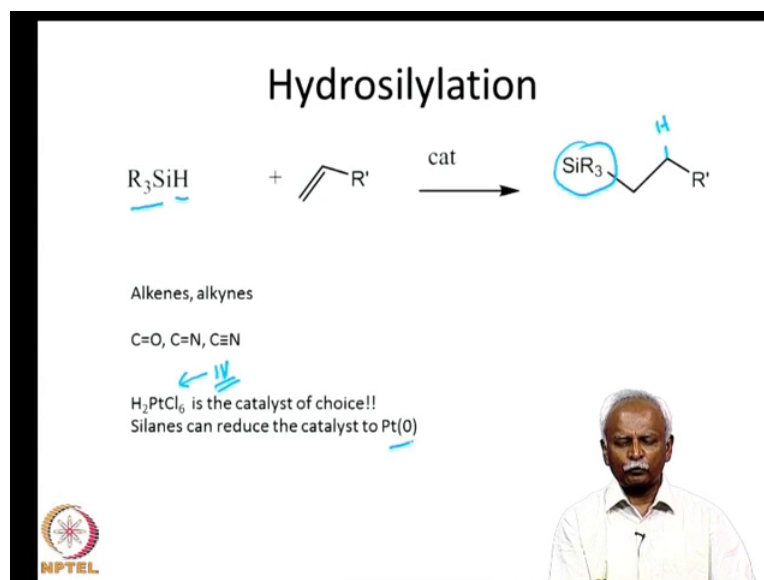 Hydrosilylation
H
R₃SiH + R' cat SiR₃ R'
Alkenes, alkynes
C=O, C=N, C≡N
IV
H₂PtCl₆ is the catalyst of choice!!
Silanes can reduce the catalyst to Pt(0)
NPTEL